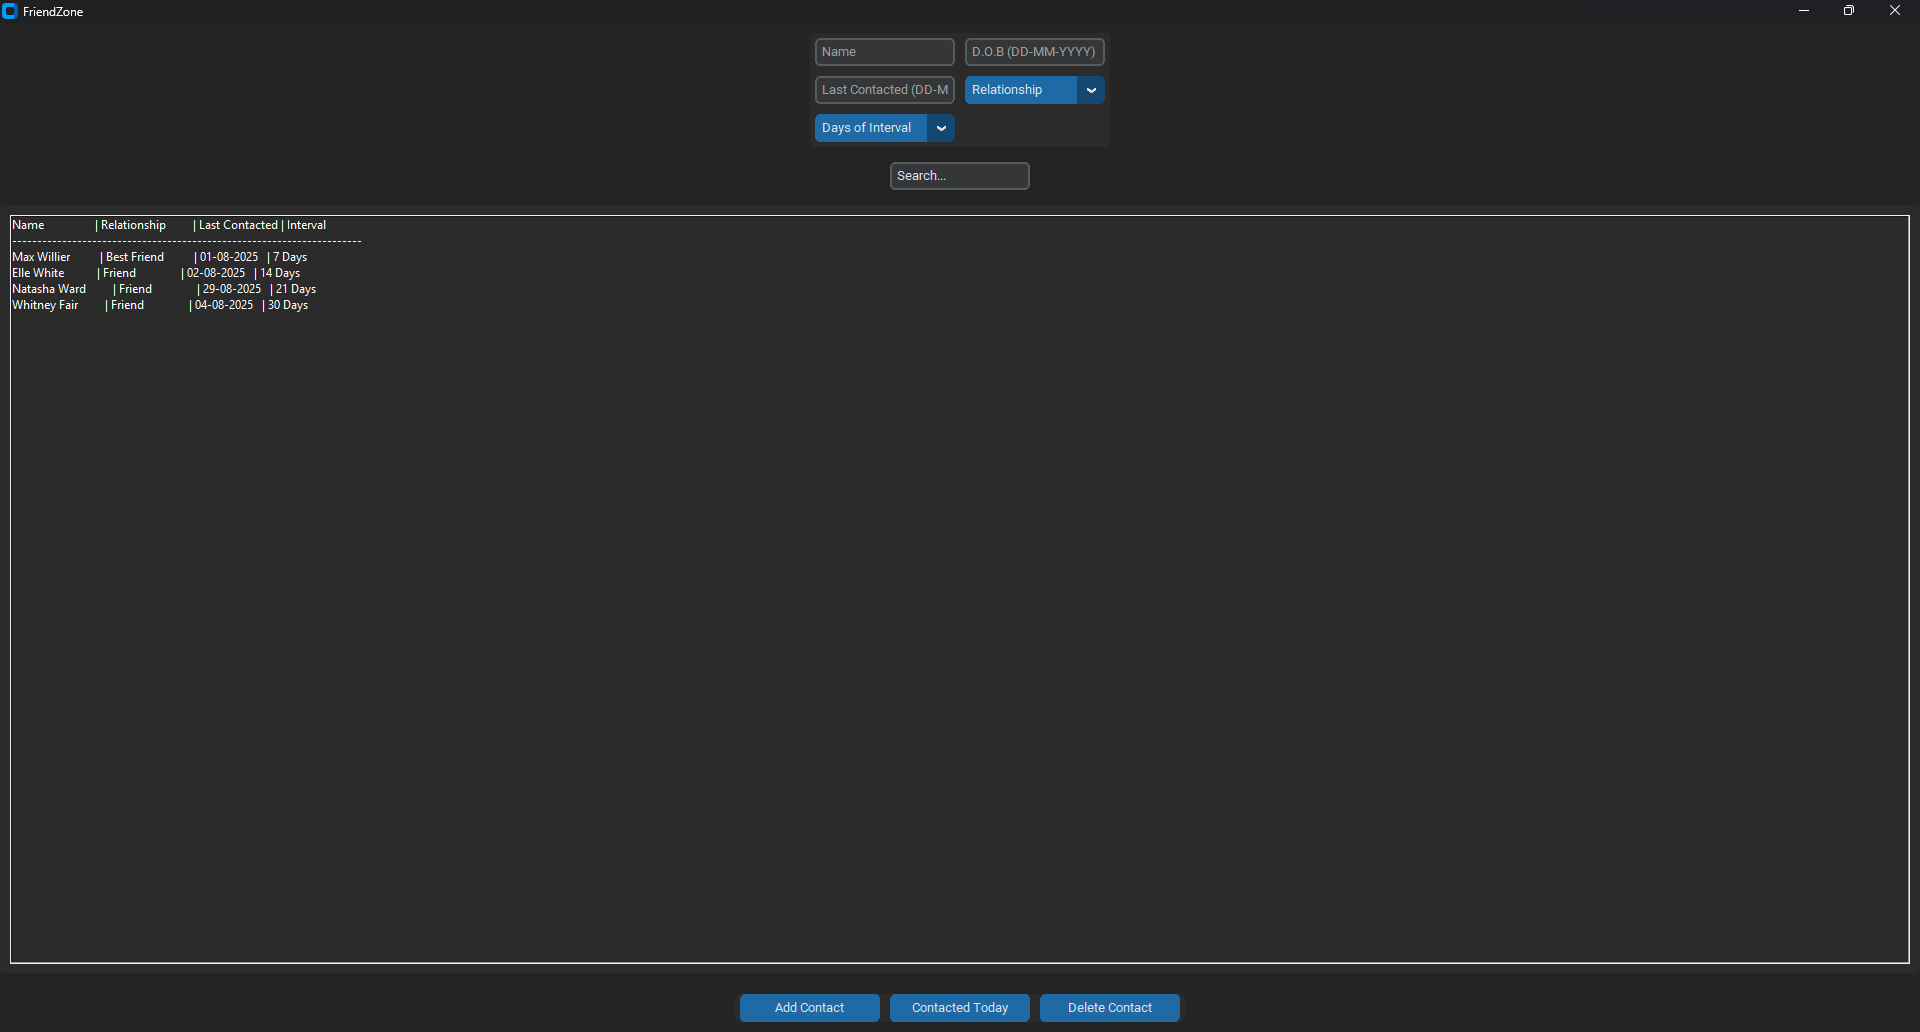 FriendZone
Name D.O.B (DD-MM-YYYY)
Last Contacted (DD-M Relationship
Days of Interval
Search...
Name | Relationship | Last Contacted | Interval
----------------------------------------------------------------------
Max Willier | Best Friend | 01-08-2025 | 7 Days
Elle White | Friend | 02-08-2025 | 14 Days
Natasha Ward | Friend | 29-08-2025 | 21 Days
Whitney Fair | Friend | 04-08-2025 | 30 Days
Add Contact Contacted Today Delete Contact